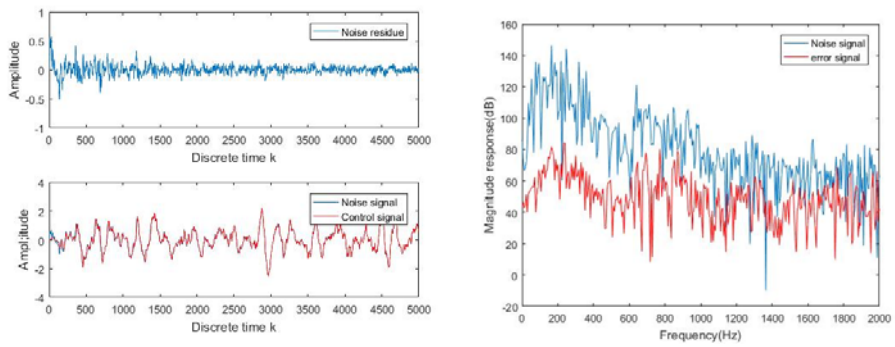 1
0.5
0
-0.5
-1
Amplitude
Noise residue
0 500 1000 1500 2000 2500 3000 3500 4000 4500 5000
Discrete time k
4
2
0
-2
-4
Amplitude
Noise signal
Control signal
0 500 1000 1500 2000 2500 3000 3500 4000 4500 5000
Discrete time k
160
140
120
100
80
60
40
20
0
-20
Magnitude response(dB)
Noise signal
error signal
0 200 400 600 800 1000 1200 1400 1600 1800 2000
Frequency(Hz)